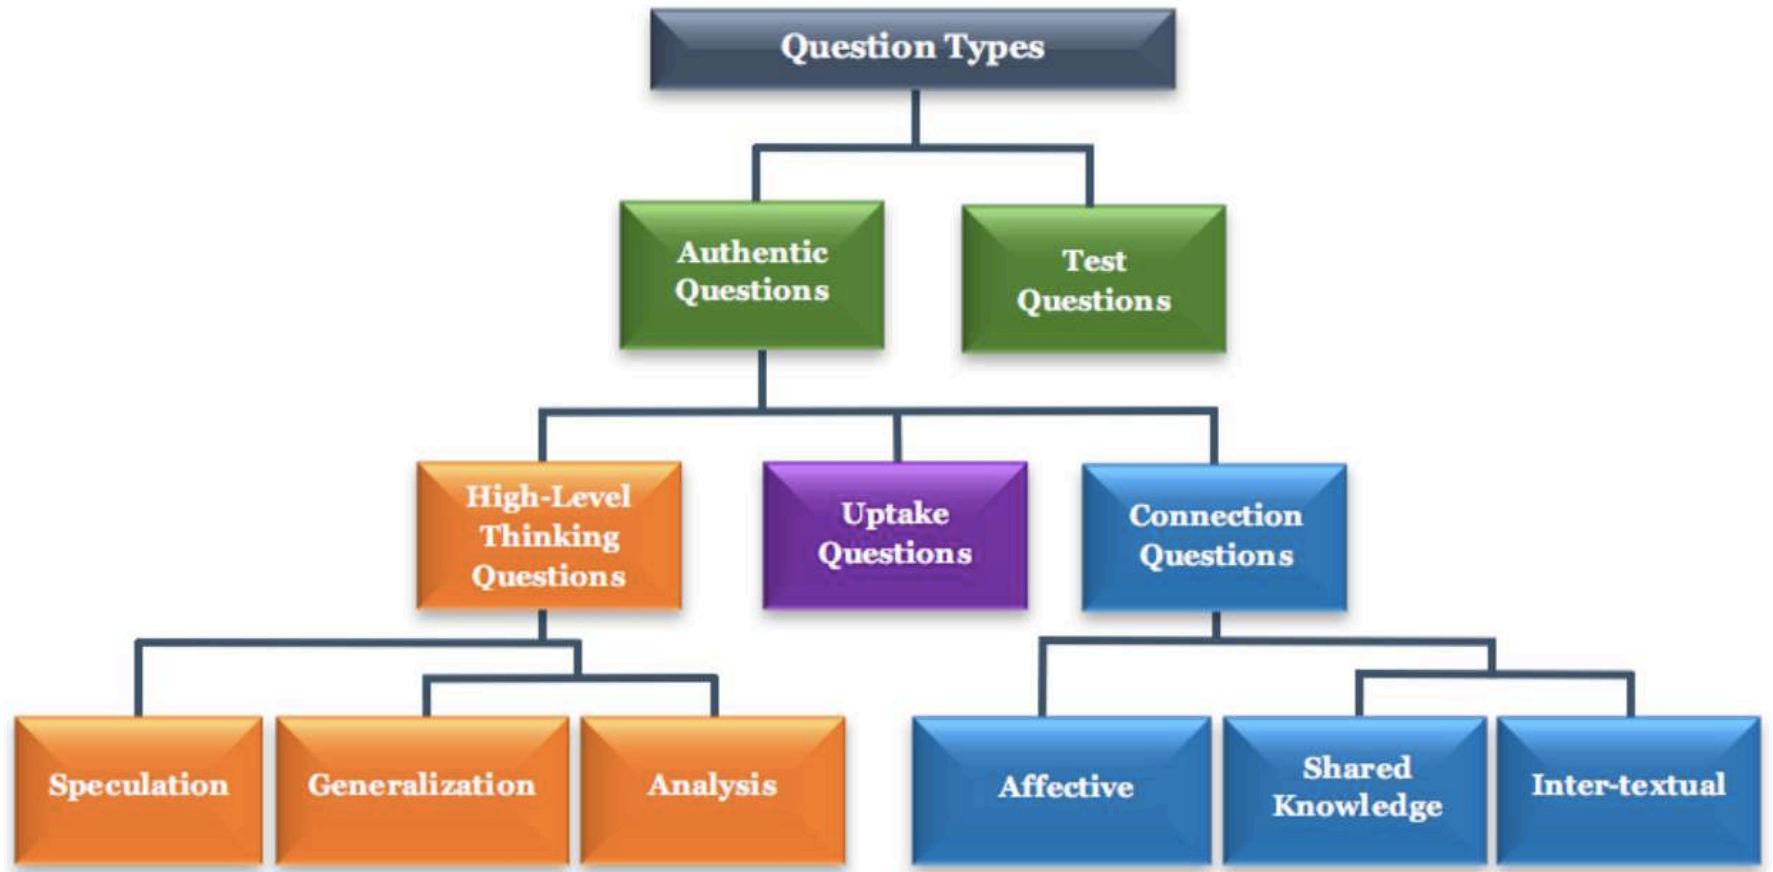 Question Types
Authentic
Questions
Test
Questions
High-Level
Thinking
Questions
Uptake
Questions
Connection
Questions
Speculation
Generalization
Analysis
Affective
Shared
Knowledge
Inter-textual